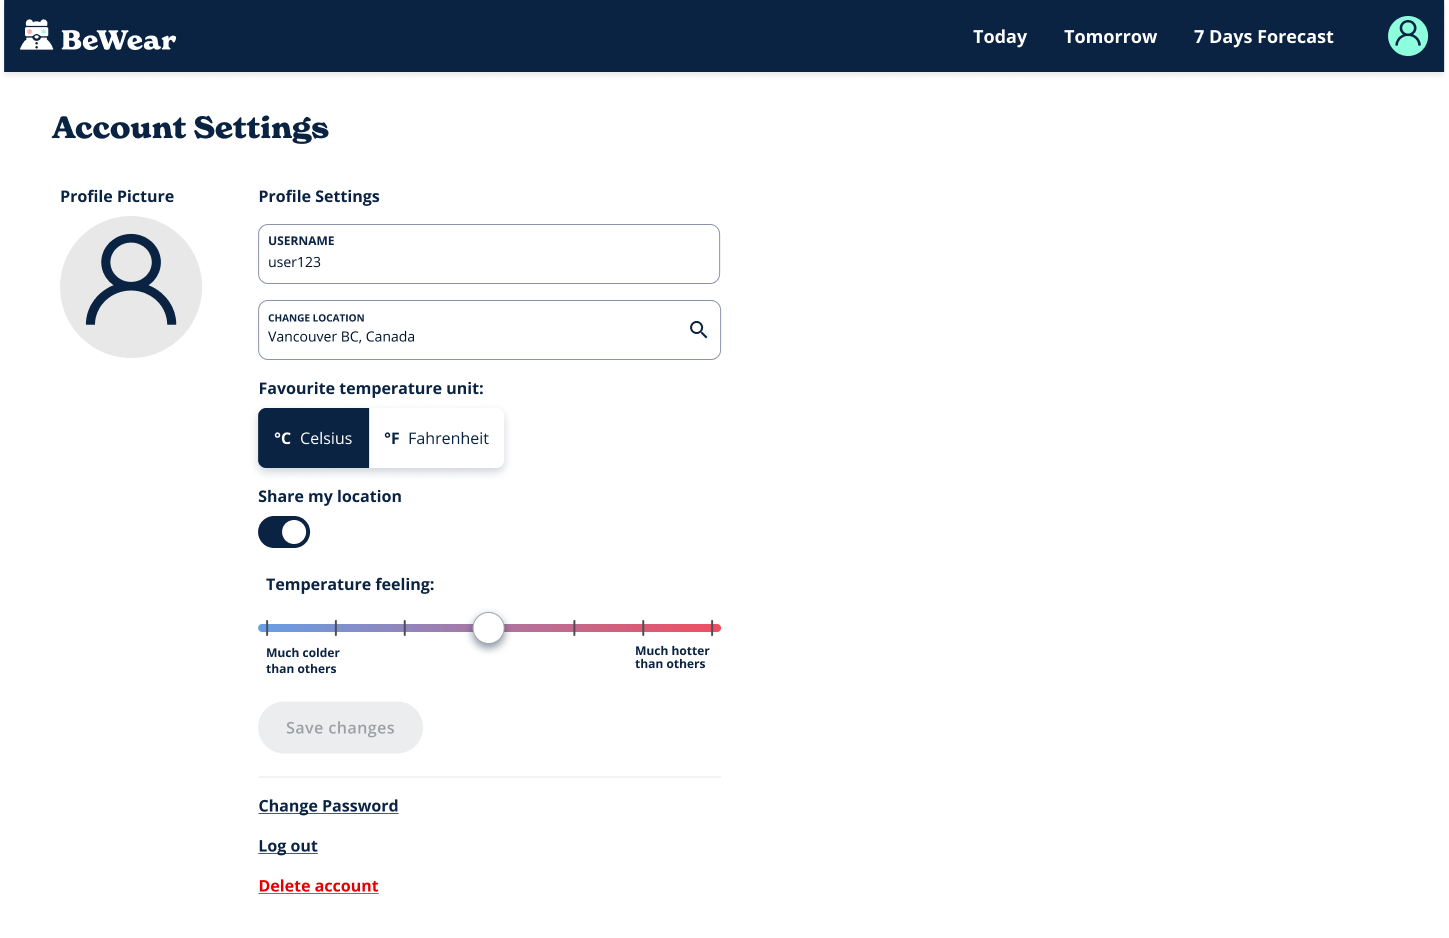 BeWear
Today
Tomorrow
7 Days Forecast
Account Settings
Profile Picture
Profile Settings
USERNAME
user123
CHANGE LOCATION
Vancouver BC, Canada
Favourite temperature unit:
°C Celsius
°F Fahrenheit
Share my location
Temperature feeling:
Much colder
than others
Much hotter
than others
Save changes
Change Password
Log out
Delete account